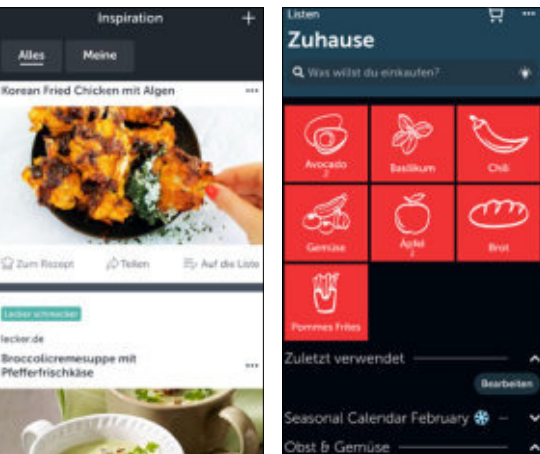 Inspiration
+
Alles Meine
Korean Fried Chicken mit Algen
Zum Rezept Teilen Auf die Liste
Lecker schmecker
lecker.de
Broccolicremesuppe mit
Pfefferfrischkäse
Listen
Zuhause
Was willst du einkaufen?
Avocado
2
Basilikum
Chili
Gemüse
Apfel
2
Brot
Pommes Frites
Zuletzt verwendet
Bearbeiten
Seasonal Calendar February
Obst & Gemüse